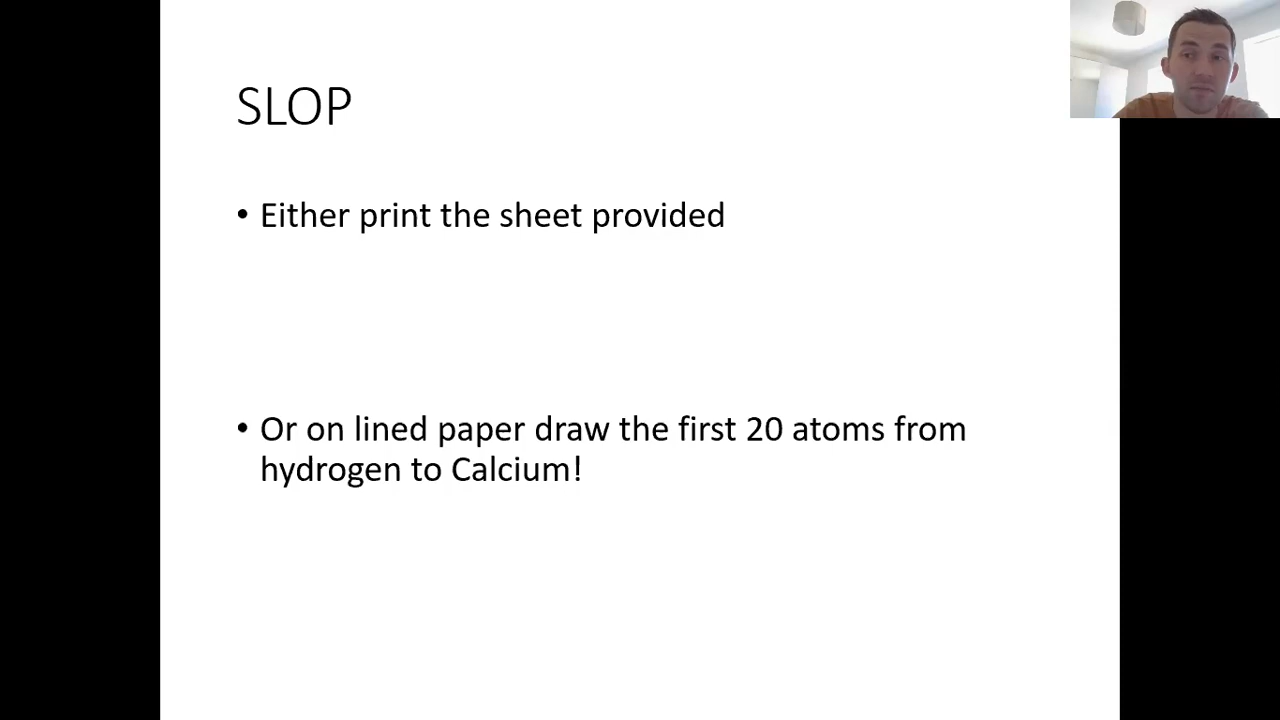 SLOP
• Either print the sheet provided
• Or on lined paper draw the first 20 atoms from
hydrogen to Calcium!